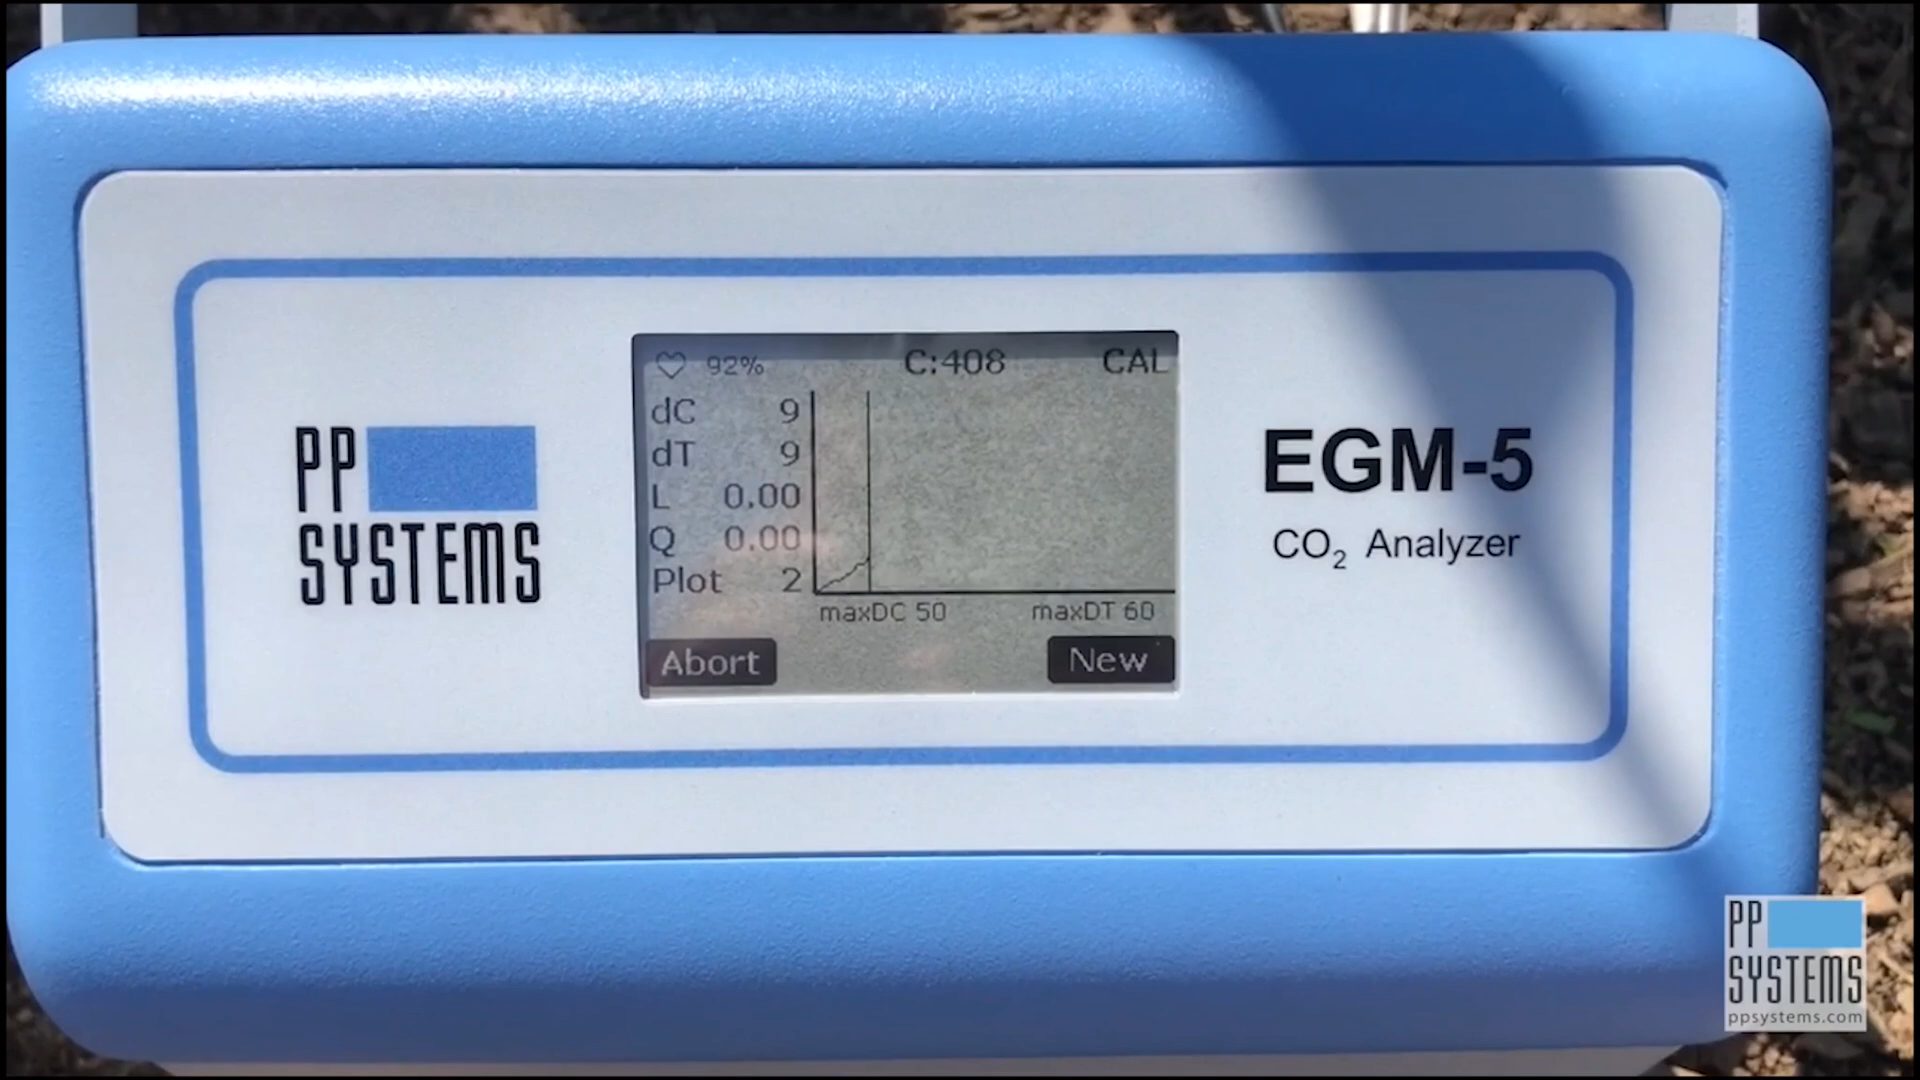 PP
SYSTEMS
92% C:408 CAL
dC 9
dT 9
L 0.00
Q 0.00
Plot 2
maxDC 50 maxDT 60
Abort New
EGM-5
CO₂ Analyzer
PP
SYSTEMS
ppsystems.com